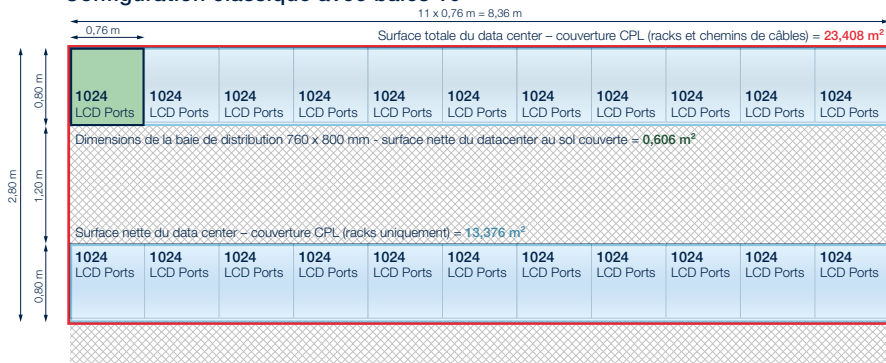 11 x 0,76 m = 8,36 m
0,76 m
Surface totale du data center – couverture CPL (racks et chemins de câbles) = 23,408 m²
0,80 m
1024 1024 1024 1024 1024 1024 1024 1024 1024 1024 1024
LCD Ports LCD Ports LCD Ports LCD Ports LCD Ports LCD Ports LCD Ports LCD Ports LCD Ports LCD Ports LCD Ports
Dimensions de la baie de distribution 760 x 800 mm - surface nette du datacenter au sol couverte = 0,606 m²
2,80 m
1,20 m
Surface nette du data center – couverture CPL (racks uniquement) = 13,376 m²
0,80 m
1024 1024 1024 1024 1024 1024 1024 1024 1024 1024 1024
LCD Ports LCD Ports LCD Ports LCD Ports LCD Ports LCD Ports LCD Ports LCD Ports LCD Ports LCD Ports LCD Ports